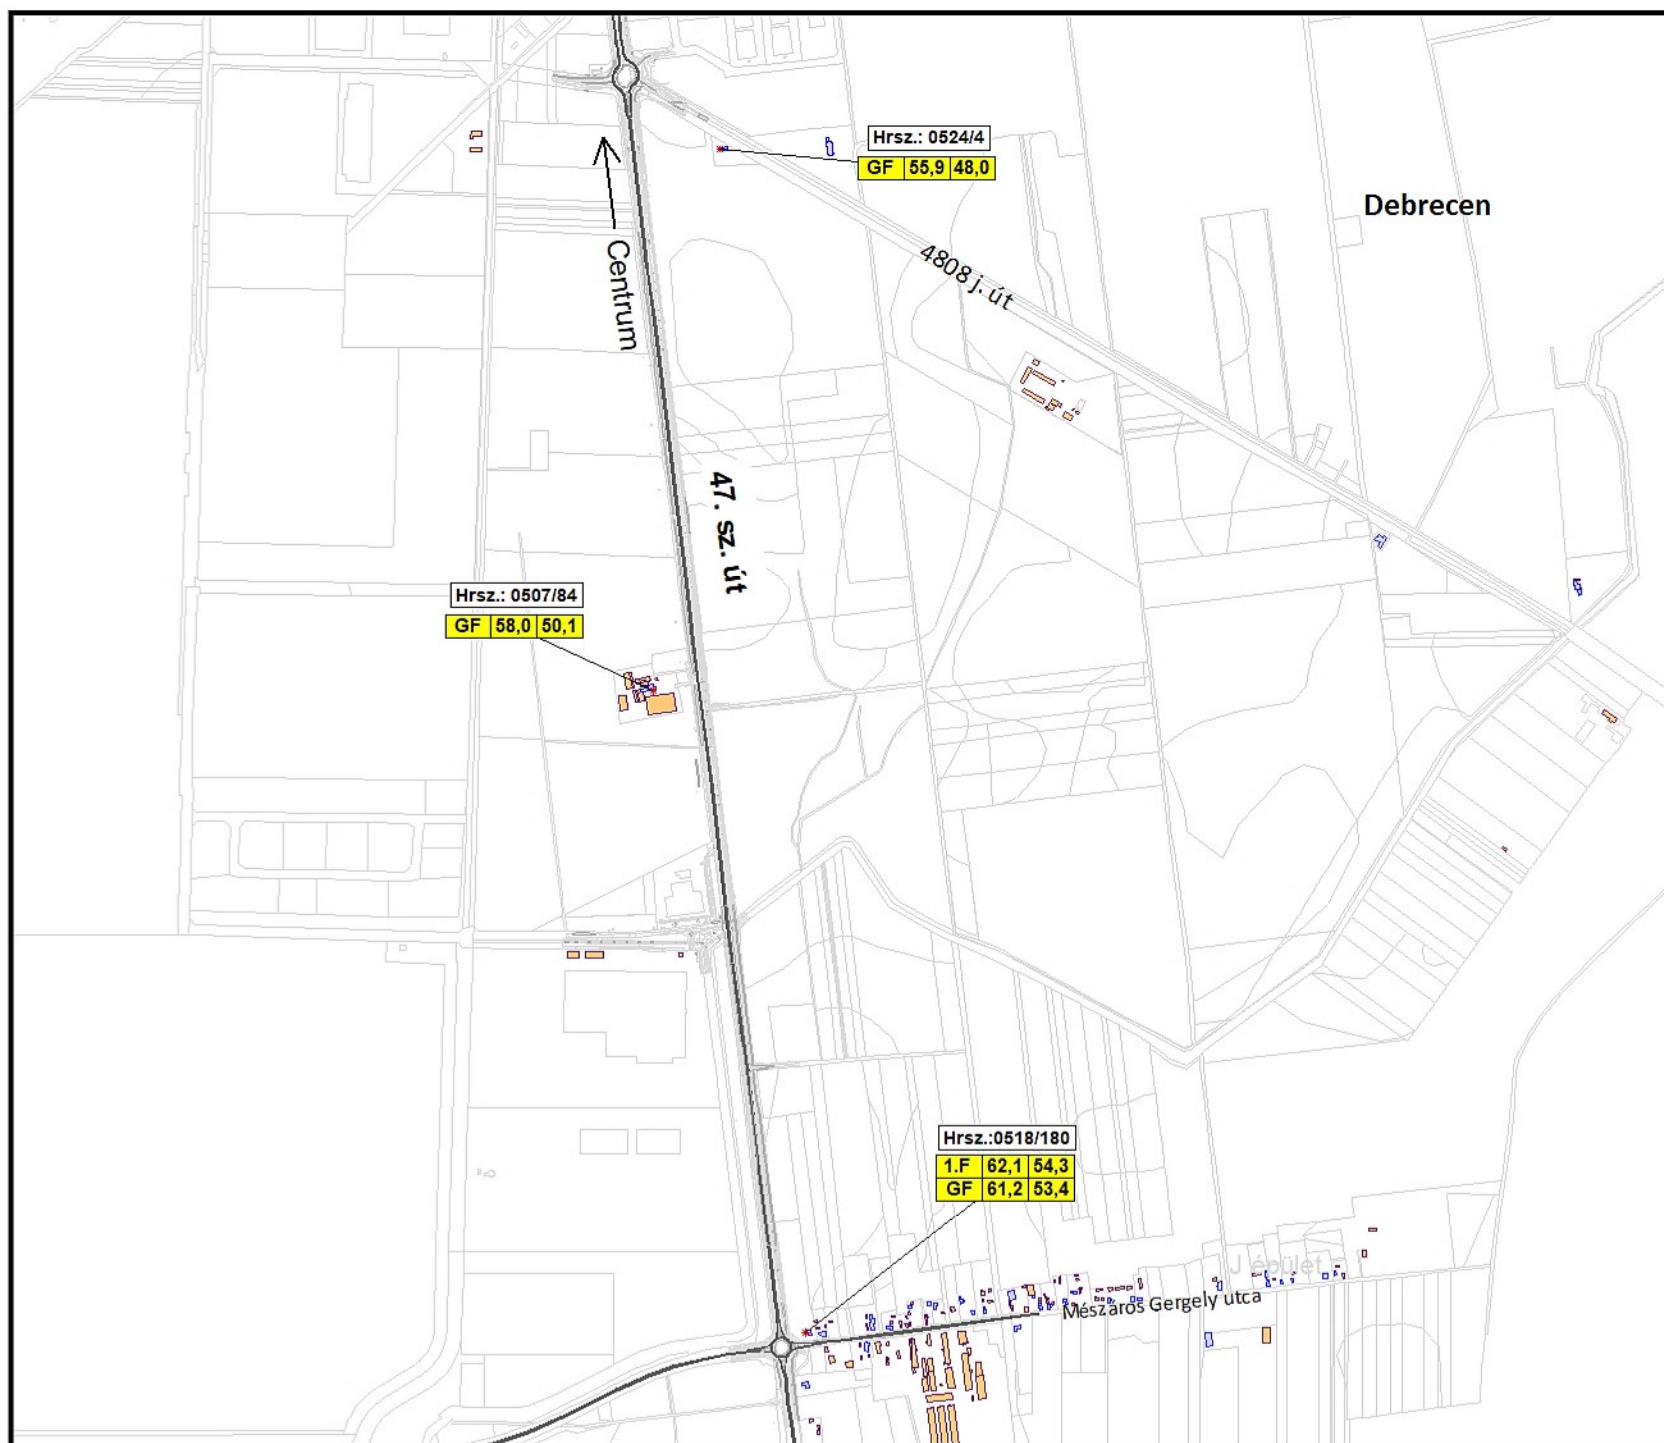 Hrsz.: 0524/4
GF 55,9 48,0
Debrecen
Centrum
4808 j. út
47. sz. út
Hrsz.: 0507/84
GF 58,0 50,1
Hrsz.:0518/180
1.F 62,1 54,3
GF 61,2 53,4
J épület
Mészáros Gergely utca